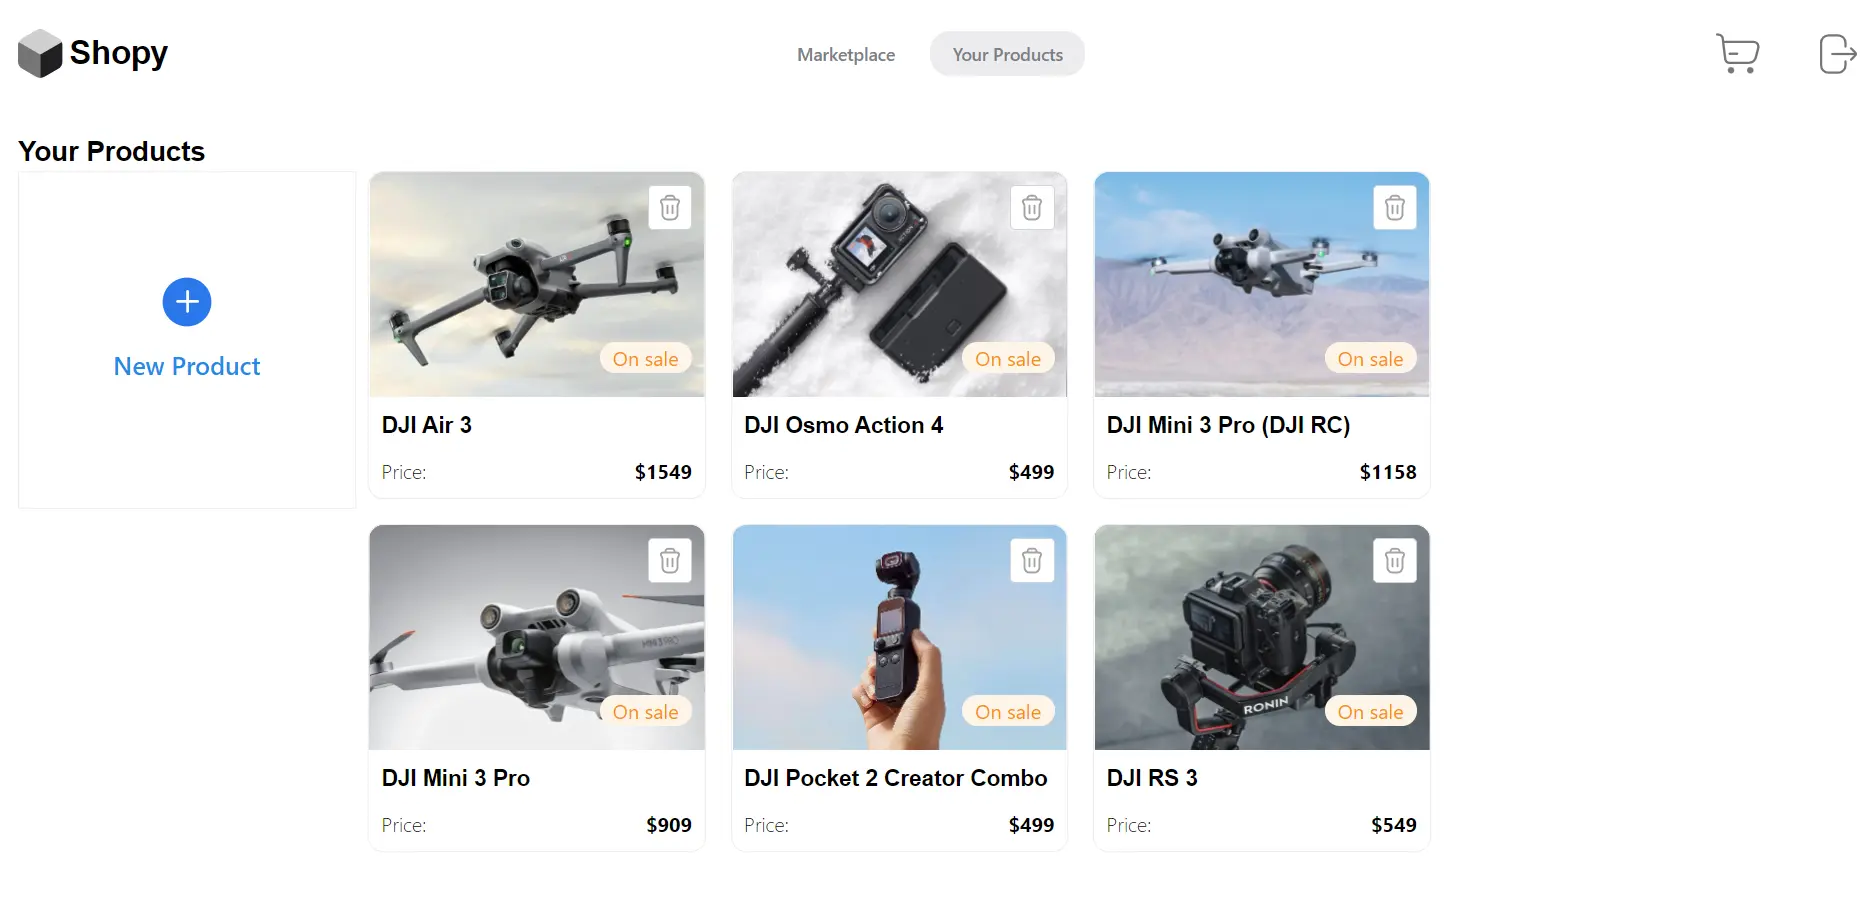 Shopy
Marketplace
Your Products
Your Products
New Product
On sale
DJI Air 3
Price: $1549
On sale
DJI Osmo Action 4
Price: $499
On sale
DJI Mini 3 Pro (DJI RC)
Price: $1158
MINI 3 PRO
On sale
DJI Mini 3 Pro
Price: $909
On sale
DJI Pocket 2 Creator Combo
Price: $499
RONIN
On sale
DJI RS 3
Price: $549